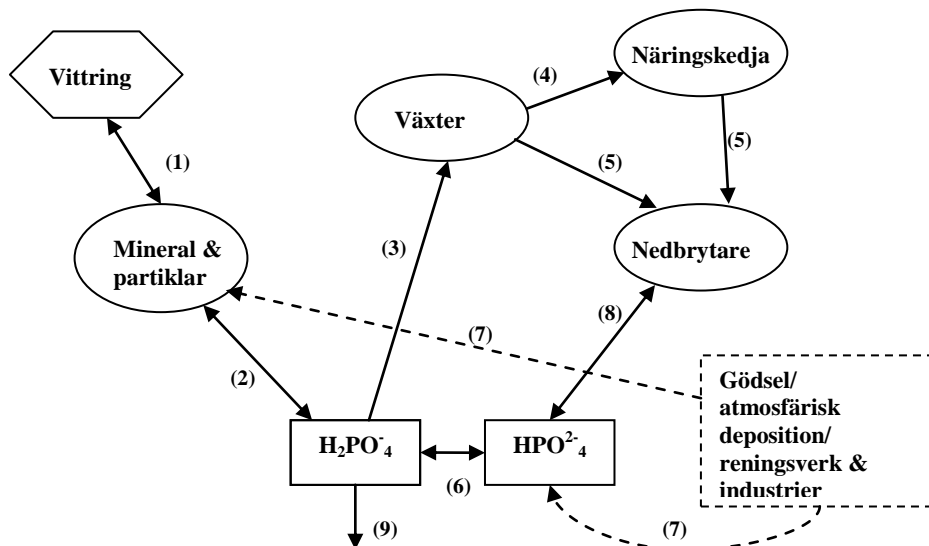 Vittring
Näringskedja
(4)
Växter
(1)
(5)
(5)
Mineral &
partiklar
(3)
Nedbrytare
(8)
(7)
(2)
Gödsel/
atmosfärisk
deposition/
reningsverk &
industrier
H₂PO⁻₄
HPO²⁻₄
(6)
(9)
(7)